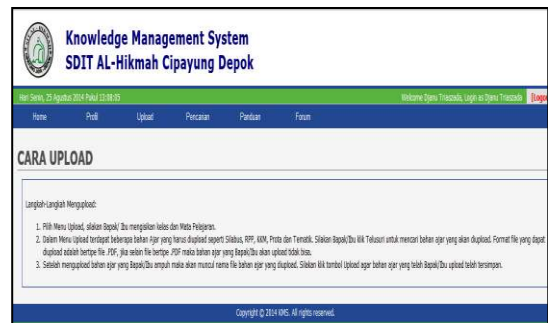 Knowledge Management System
SDIT AL-Hikmah Cipayung Depok
Hari Senin, 25 Agustus 2014 Pukul 13:08:05
Welcome Djanu Triaszada, Login as Djanu Triaszada [Logou
Home Profil Upload Pencarian Panduan Forum
CARA UPLOAD
Langkah-Langkah Mengupload:
1. Pilih Menu Upload, silakan Bapak/ Ibu mengisikan kelas dan Mata Pelajaran.
2. Dalam Menu Upload terdapat beberapa bahan Ajar yang harus diupload seperti Silabus, RPP, KKM, Prota dan Tematik. Silakan Bapak/Ibu klik Telusuri untuk mencari bahan ajar yang akan diupload. Format file yang dapat
diupload adalah bertipe file .PDF, jika selain file bertipe .PDF maka bahan ajar yang Bapak/Ibu akan upload tidak bisa.
3. Setelah mengupload bahan ajar yang Bapak/Ibu ampuh maka akan muncul nama file bahan ajar yang diupload. Silakan klik tombol Upload agar bahan ajar yang telah Bapak/Ibu upload telah tersimpan.
Copyright © 2014 KMS. All rights reserved.